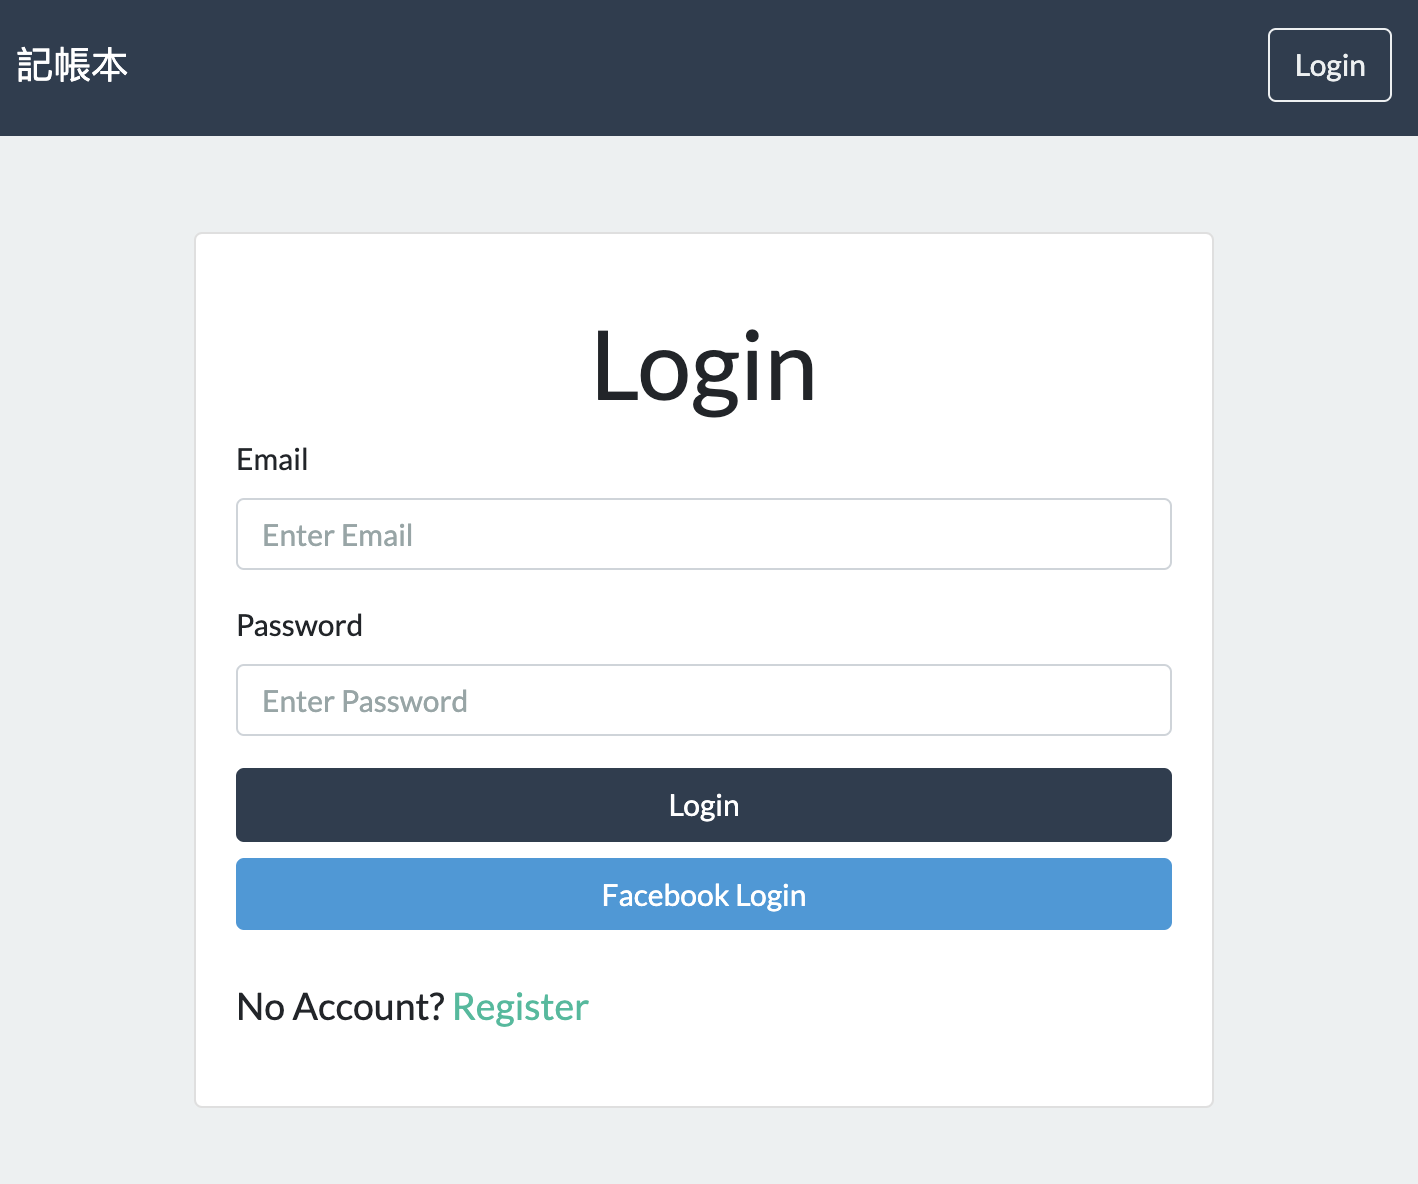 記帳本
Login
Login
Email
Enter Email
Password
Enter Password
Login
Facebook Login
No Account? Register